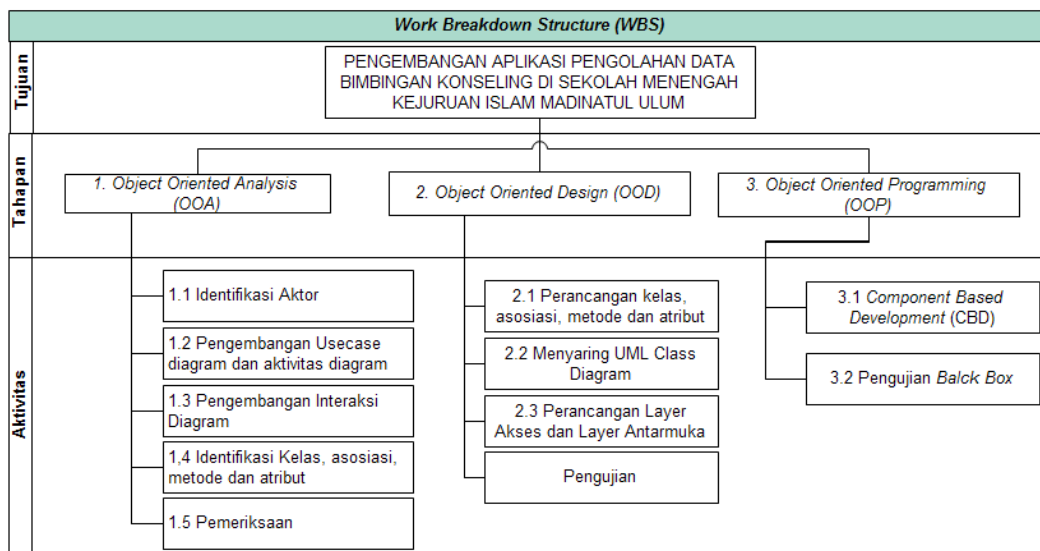 Work Breakdown Structure (WBS)
Tujuan
PENGEMBANGAN APLIKASI PENGOLAHAN DATA
BIMBINGAN KONSELING DI SEKOLAH MENENGAH
KEJURUAN ISLAM MADINATUL ULUM
Tahapan
1. Object Oriented Analysis
(OOA)
2. Object Oriented Design (OOD)
3. Object Oriented Programming
(OOP)
Aktivitas
1.1 Identifikasi Aktor
1.2 Pengembangan Usecase
diagram dan aktivitas diagram
1.3 Pengembangan Interaksi
Diagram
1,4 Identifikasi Kelas, asosiasi,
metode dan atribut
1.5 Pemeriksaan
2.1 Perancangan kelas,
asosiasi, metode dan atribut
2.2 Menyaring UML Class
Diagram
2.3 Perancangan Layer
Akses dan Layer Antarmuka
Pengujian
3.1 Component Based
Development (CBD)
3.2 Pengujian Balck Box